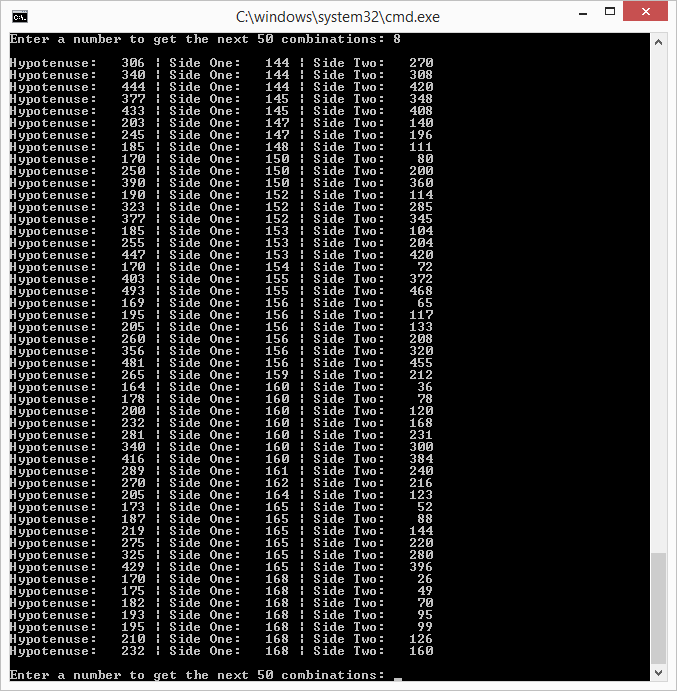 C:\windows\system32\cmd.exe
Enter a number to get the next 50 combinations: 8
Hypotenuse:   306 ¦ Side One:   144 ¦ Side Two:   270
Hypotenuse:   340 ¦ Side One:   144 ¦ Side Two:   308
Hypotenuse:   444 ¦ Side One:   144 ¦ Side Two:   420
Hypotenuse:   377 ¦ Side One:   145 ¦ Side Two:   348
Hypotenuse:   433 ¦ Side One:   145 ¦ Side Two:   408
Hypotenuse:   203 ¦ Side One:   147 ¦ Side Two:   140
Hypotenuse:   245 ¦ Side One:   147 ¦ Side Two:   196
Hypotenuse:   185 ¦ Side One:   148 ¦ Side Two:   111
Hypotenuse:   170 ¦ Side One:   150 ¦ Side Two:    80
Hypotenuse:   250 ¦ Side One:   150 ¦ Side Two:   200
Hypotenuse:   390 ¦ Side One:   150 ¦ Side Two:   360
Hypotenuse:   190 ¦ Side One:   152 ¦ Side Two:   114
Hypotenuse:   323 ¦ Side One:   152 ¦ Side Two:   285
Hypotenuse:   377 ¦ Side One:   152 ¦ Side Two:   345
Hypotenuse:   185 ¦ Side One:   153 ¦ Side Two:   104
Hypotenuse:   255 ¦ Side One:   153 ¦ Side Two:   204
Hypotenuse:   447 ¦ Side One:   153 ¦ Side Two:   420
Hypotenuse:   170 ¦ Side One:   154 ¦ Side Two:    72
Hypotenuse:   403 ¦ Side One:   155 ¦ Side Two:   372
Hypotenuse:   493 ¦ Side One:   155 ¦ Side Two:   468
Hypotenuse:   169 ¦ Side One:   156 ¦ Side Two:    65
Hypotenuse:   195 ¦ Side One:   156 ¦ Side Two:   117
Hypotenuse:   205 ¦ Side One:   156 ¦ Side Two:   133
Hypotenuse:   260 ¦ Side One:   156 ¦ Side Two:   208
Hypotenuse:   356 ¦ Side One:   156 ¦ Side Two:   320
Hypotenuse:   481 ¦ Side One:   156 ¦ Side Two:   455
Hypotenuse:   265 ¦ Side One:   159 ¦ Side Two:   212
Hypotenuse:   164 ¦ Side One:   160 ¦ Side Two:    36
Hypotenuse:   178 ¦ Side One:   160 ¦ Side Two:    78
Hypotenuse:   200 ¦ Side One:   160 ¦ Side Two:   120
Hypotenuse:   232 ¦ Side One:   160 ¦ Side Two:   168
Hypotenuse:   281 ¦ Side One:   160 ¦ Side Two:   231
Hypotenuse:   340 ¦ Side One:   160 ¦ Side Two:   300
Hypotenuse:   416 ¦ Side One:   160 ¦ Side Two:   384
Hypotenuse:   289 ¦ Side One:   161 ¦ Side Two:   240
Hypotenuse:   270 ¦ Side One:   162 ¦ Side Two:   216
Hypotenuse:   205 ¦ Side One:   164 ¦ Side Two:   123
Hypotenuse:   173 ¦ Side One:   165 ¦ Side Two:    52
Hypotenuse:   187 ¦ Side One:   165 ¦ Side Two:    88
Hypotenuse:   219 ¦ Side One:   165 ¦ Side Two:   144
Hypotenuse:   275 ¦ Side One:   165 ¦ Side Two:   220
Hypotenuse:   325 ¦ Side One:   165 ¦ Side Two:   280
Hypotenuse:   429 ¦ Side One:   165 ¦ Side Two:   396
Hypotenuse:   170 ¦ Side One:   168 ¦ Side Two:    26
Hypotenuse:   175 ¦ Side One:   168 ¦ Side Two:    49
Hypotenuse:   182 ¦ Side One:   168 ¦ Side Two:    70
Hypotenuse:   193 ¦ Side One:   168 ¦ Side Two:    95
Hypotenuse:   195 ¦ Side One:   168 ¦ Side Two:    99
Hypotenuse:   210 ¦ Side One:   168 ¦ Side Two:   126
Hypotenuse:   232 ¦ Side One:   168 ¦ Side Two:   160
Enter a number to get the next 50 combinations: _